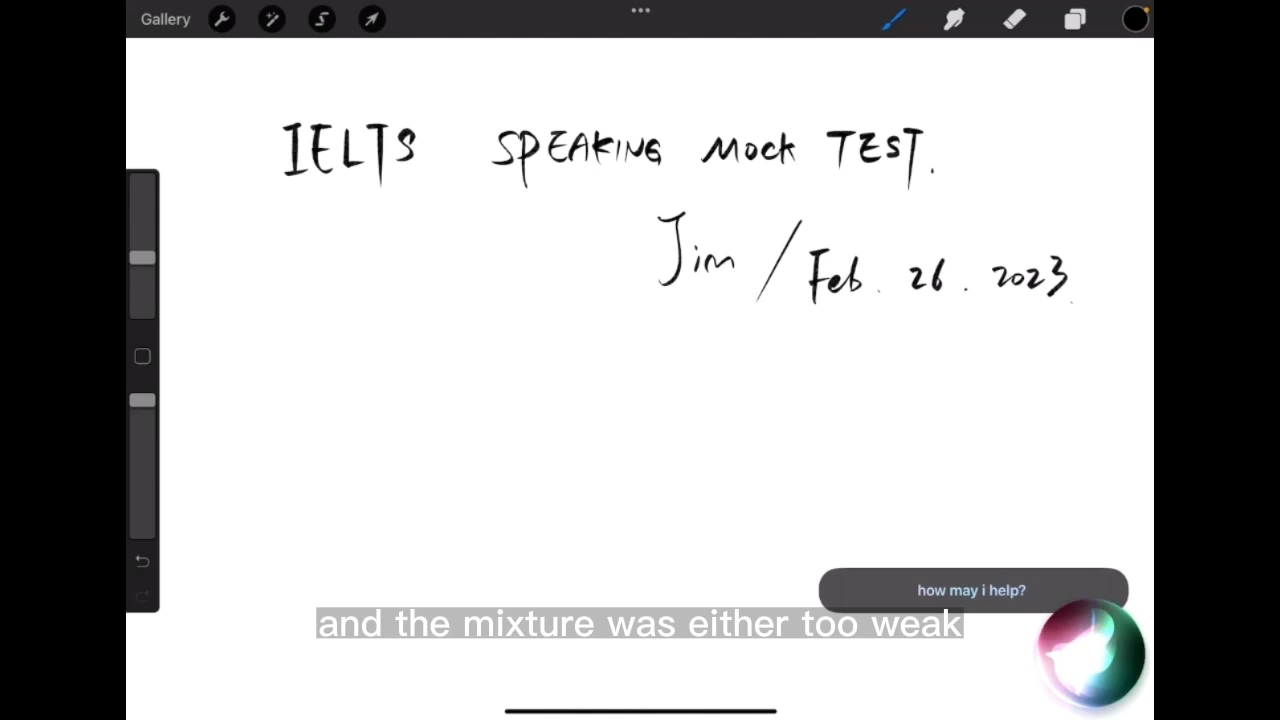 Gallery
IELTS SPEAKING MOCK TEST.
Jim / Feb. 26. 2023.
how may i help?
and the mixture was either too weak